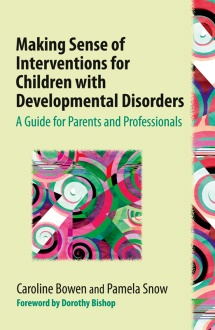 Making Sense of
Interventions for
Children with
Developmental Disorders
A Guide for Parents and Professionals
Caroline Bowen and Pamela Snow
Foreword by Dorothy Bishop